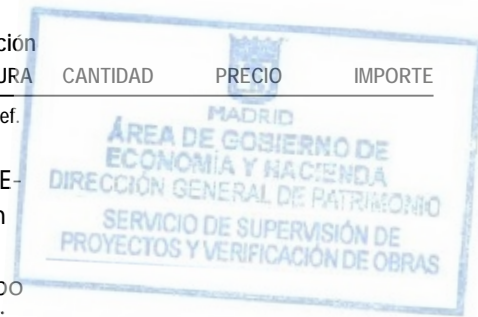 ción
URA CANTIDAD PRECIO IMPORTE
ef.
MADRID
ÁREA DE GOBIERNO DE
ECONOMÍA Y HACIENDA
DIRECCIÓN GENERAL DE PATRIMONIO
E-
n
SERVICIO DE SUPERVISIÓN DE
PROYECTOS Y VERIFICACIÓN DE OBRAS
po